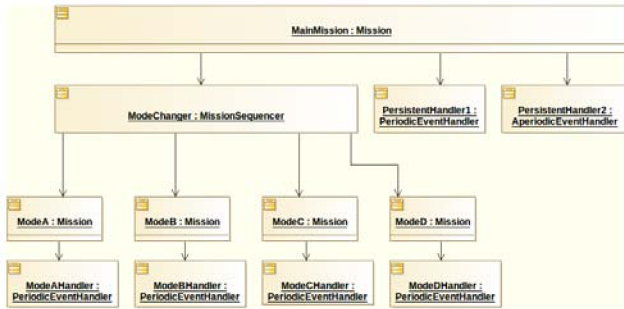 MainMission : Mission
ModeChanger : MissionSequencer
PersistentHandler1 :
PeriodicEventHandler
PersistentHandler2 :
AperiodicEventHandler
ModeA : Mission
ModeB : Mission
ModeC : Mission
ModeD : Mission
ModeAHandler :
PeriodicEventHandler
ModeBHandler :
PeriodicEventHandler
ModeCHandler :
PeriodicEventHandler
ModeDHandler :
PeriodicEventHandler